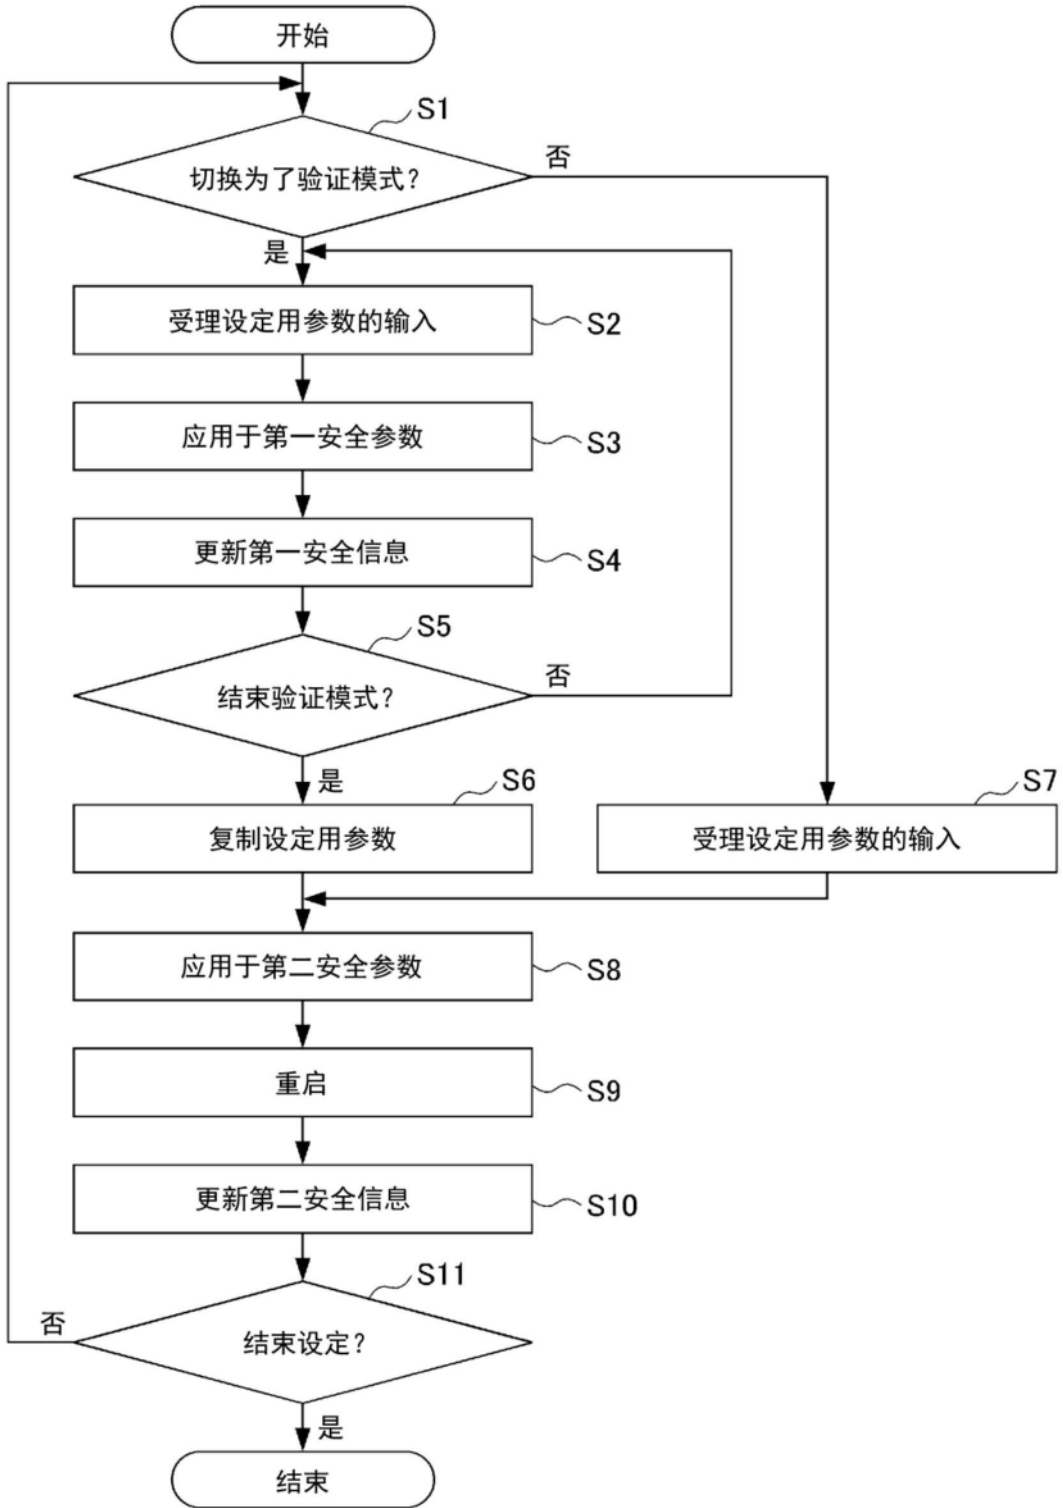 开始
S1
切换为了验证模式？
否
是
受理设定用参数的输入
S2
应用于第一安全参数
S3
更新第一安全信息
S4
S5
结束验证模式？
否
是
S6
复制设定用参数
S7
受理设定用参数的输入
应用于第二安全参数
S8
重启
S9
更新第二安全信息
S10
S11
结束设定？
否
是
结束